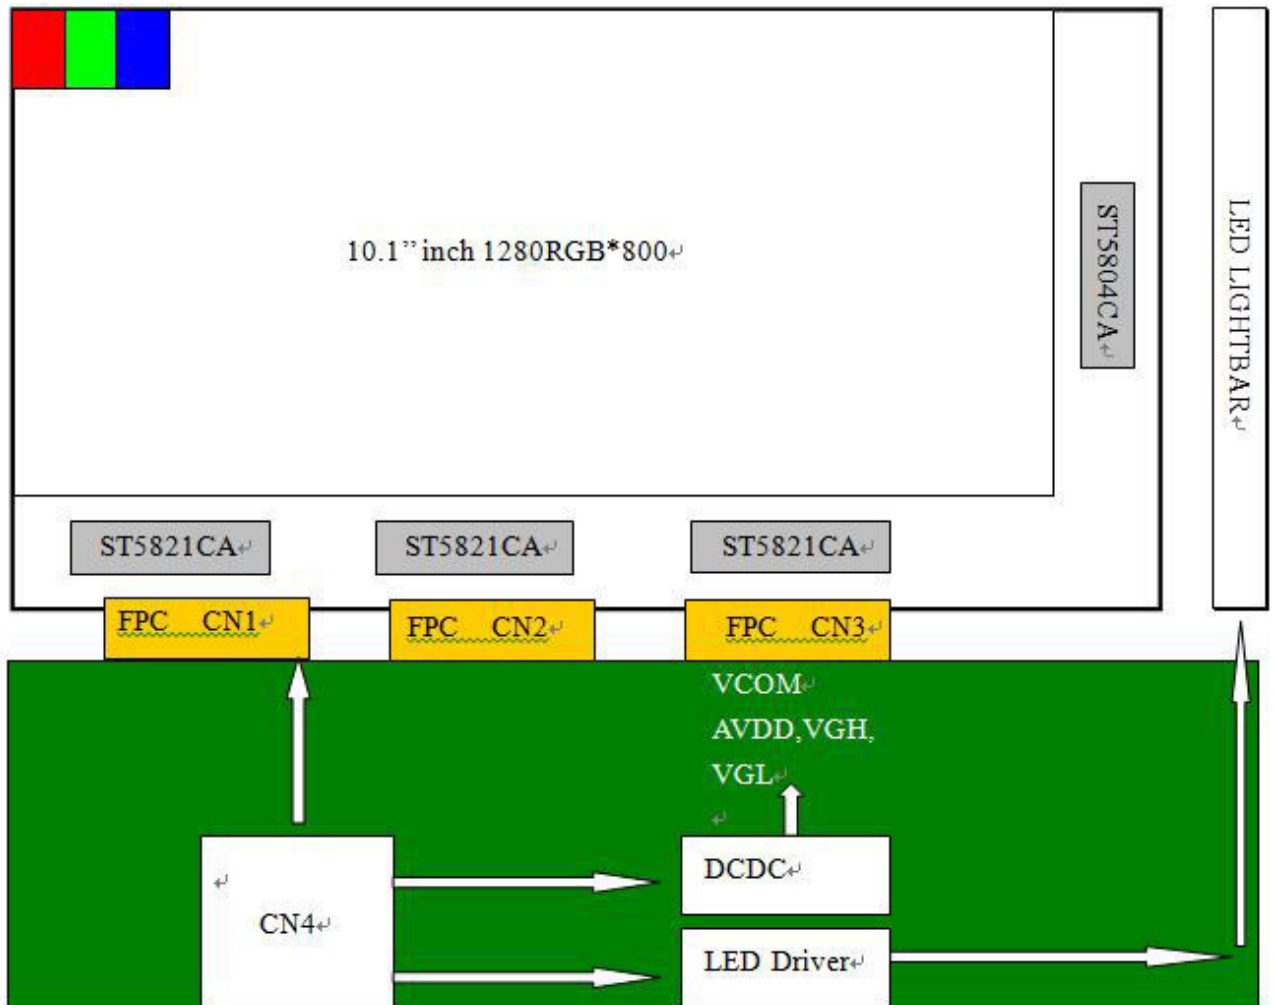 10.1” inch 1280RGB*800
ST5804CA
LED LIGHTBAR
ST5821CA
ST5821CA
ST5821CA
FPC CN1
FPC CN2
FPC CN3
VCOM
AVDD,VGH,
VGL
CN4
DCDC
LED Driver